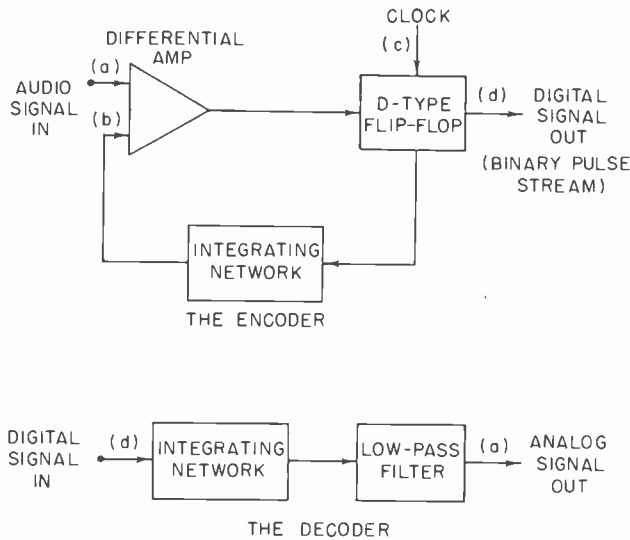 CLOCK
(c)
DIFFERENTIAL
AMP
(a)
AUDIO
SIGNAL
IN
(b)
D-TYPE
FLIP-FLOP
(d)
DIGITAL
SIGNAL
OUT
(BINARY PULSE
STREAM)
INTEGRATING
NETWORK
THE ENCODER
DIGITAL
SIGNAL
IN
(d)
INTEGRATING
NETWORK
LOW-PASS
FILTER
(a)
ANALOG
SIGNAL
OUT
THE DECODER